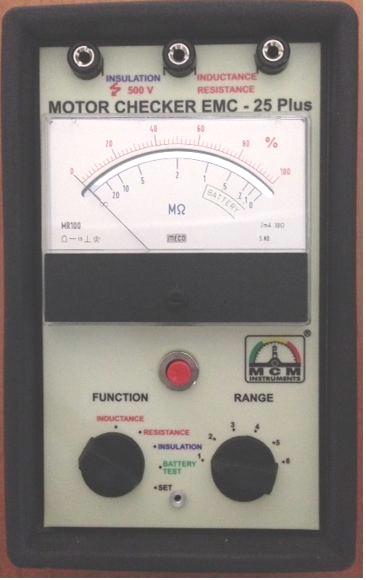 INSULATION INDUCTANCE
500 V RESISTANCE
MOTOR CHECKER EMC - 25 Plus
0 20 40 60 80 100 %
∞ 20 10 5 2 1 .5 .1 0
BATTERY
MΩ
MR100
MECO
®
MCM
INSTRUMENTS
FUNCTION RANGE
INDUCTANCE
RESISTANCE
INSULATION
BATTERY
TEST
SET
1 2 3 4 5 6